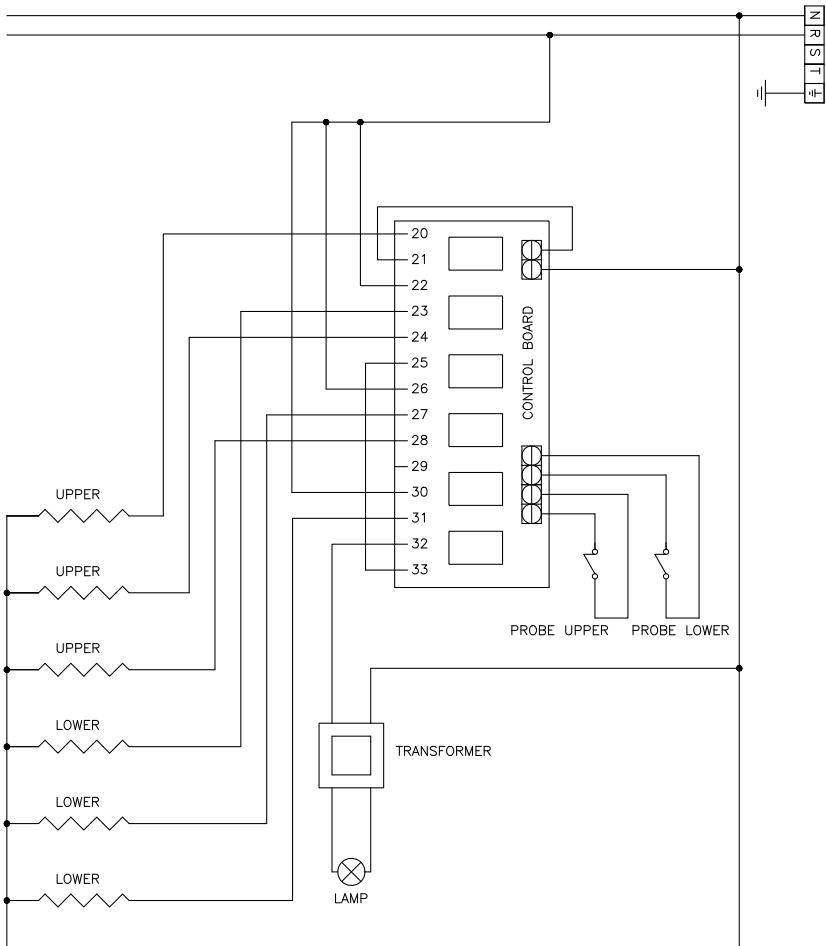 N
R
S
T
20
21
22
23
24
25
26
27
28
29
30
31
32
33
CONTROL BOARD
UPPER
UPPER
UPPER
LOWER
LOWER
LOWER
PROBE UPPER
PROBE LOWER
TRANSFORMER
LAMP